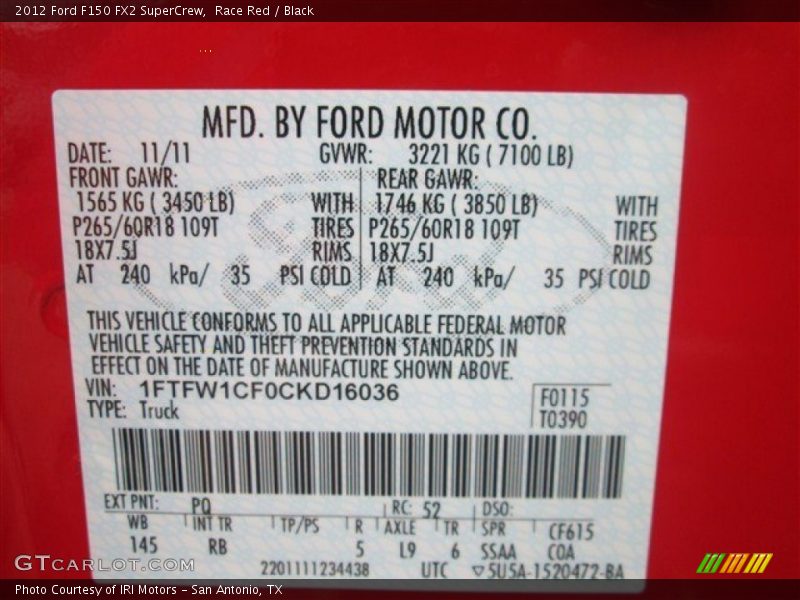 2012 Ford F150 FX2 SuperCrew,  Race Red / Black
MFD. BY FORD MOTOR CO.
DATE: 11/11 GVWR: 3221 KG ( 7100 LB)
FRONT GAWR: REAR GAWR:
1565 KG ( 3450 LB) WITH 1746 KG ( 3850 LB) WITH
P265/60R18 109T TIRES P265/60R18 109T TIRES
18X7.5J RIMS 18X7.5J RIMS
AT 240 kPa/ 35 PSI COLD AT 240 kPa/ 35 PSI COLD
THIS VEHICLE CONFORMS TO ALL APPLICABLE FEDERAL MOTOR
VEHICLE SAFETY AND THEFT PREVENTION STANDARDS IN
EFFECT ON THE DATE OF MANUFACTURE SHOWN ABOVE.
VIN: 1FTFW1CF0CKD16036 F0115
TYPE: Truck T0390
EXT PNT: PQ RC: 52 DSO:
WB INT TR TP/PS R AXLE TR SPR CF615
145 RB 5 L9 6 SSAA COA
2201111234438 UTC ▽5U5A-1520472-BA
GTCARLOT.COM
Photo Courtesy of IRI Motors – San Antonio, TX